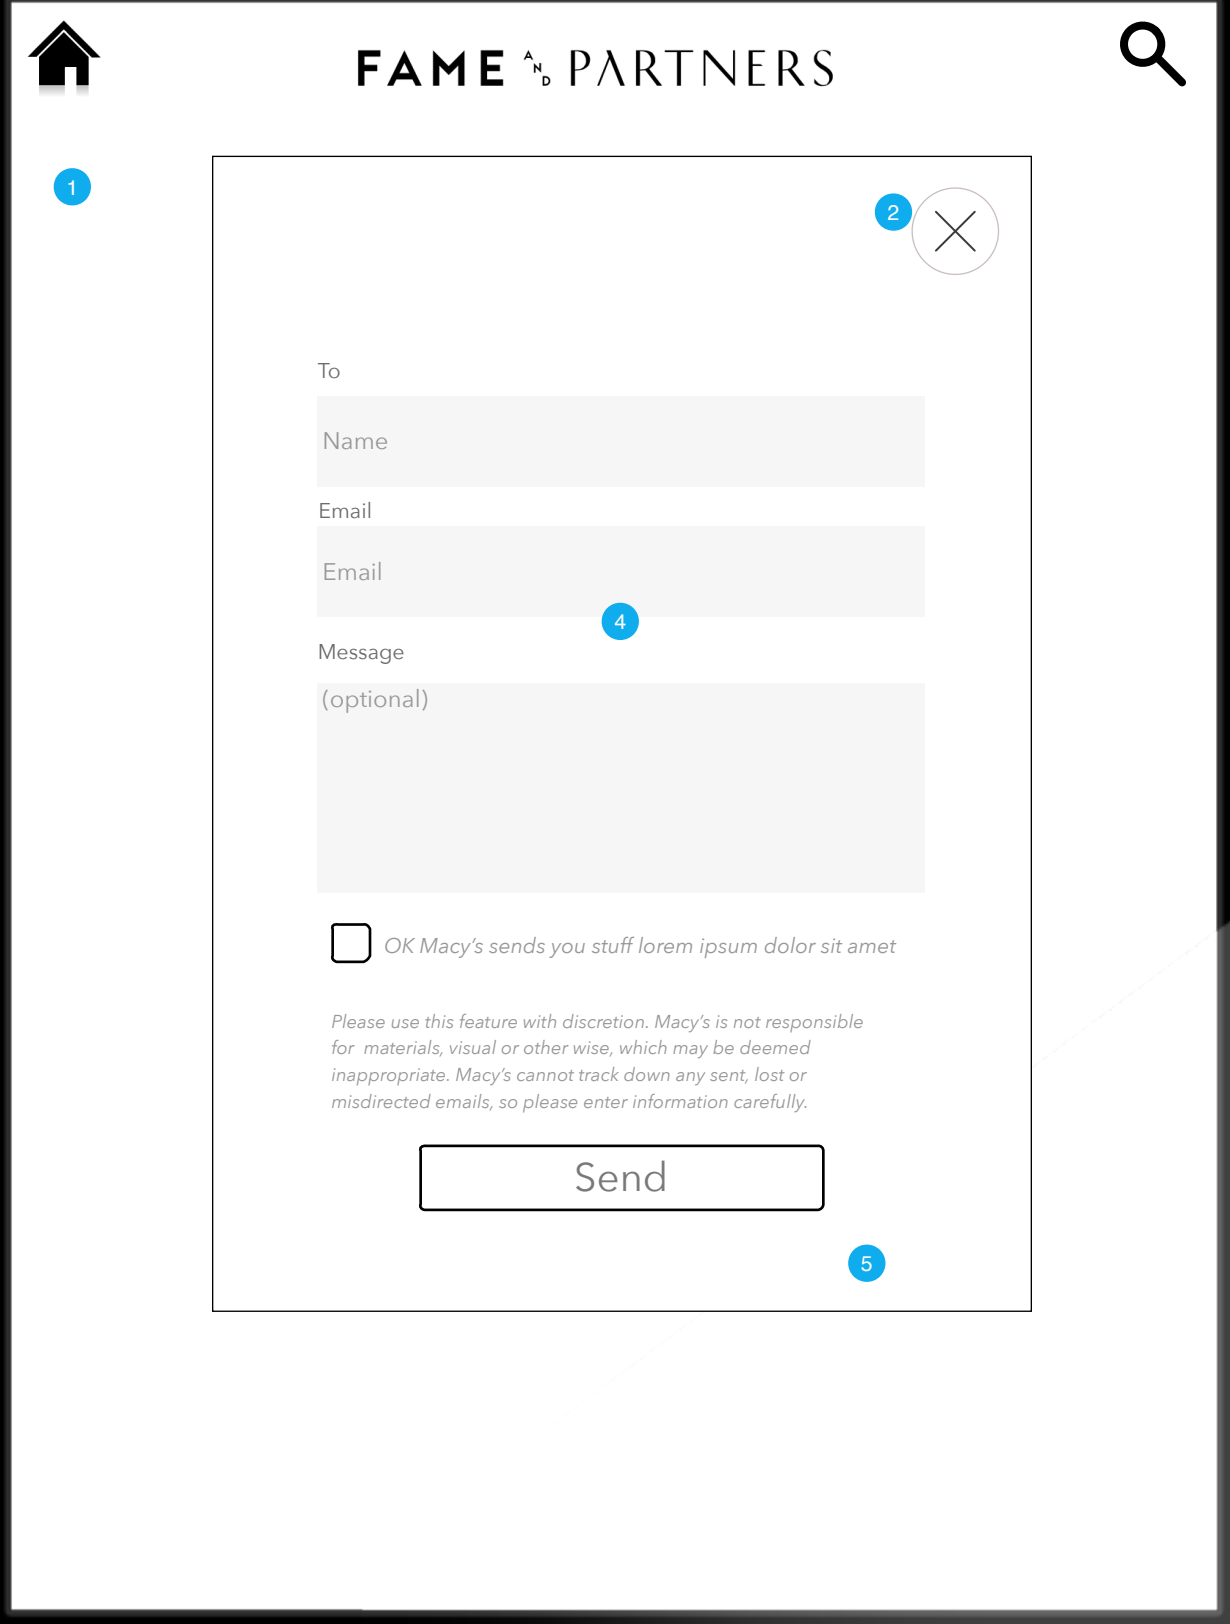 FAME AND PARTNERS
1
2
To
Name
Email
Email
4
Message
(optional)
OK Macy's sends you stuff lorem ipsum dolor sit amet
Please use this feature with discretion. Macy's is not responsible
for  materials, visual or other wise, which may be deemed
inappropriate. Macy's cannot track down any sent, lost or
misdirected emails, so please enter information carefully.
Send
5